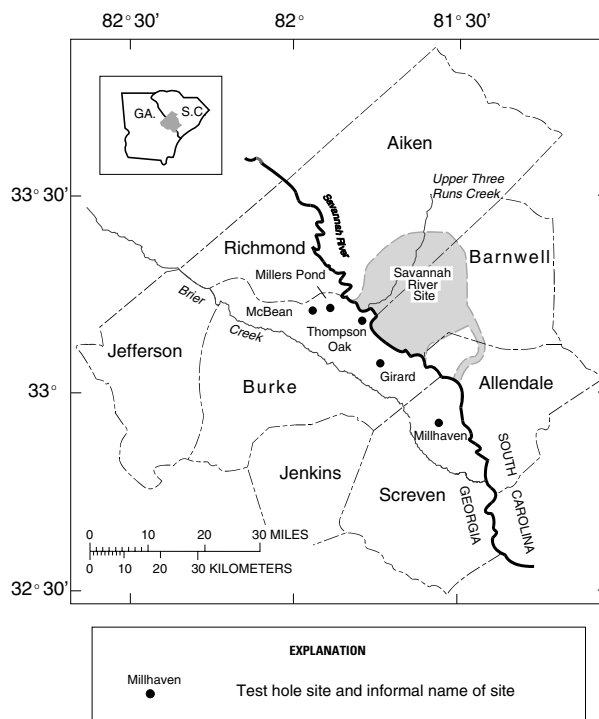 82° 30'
82°
81° 30'
GA.
S.C
Aiken
Upper Three
Runs Creek
33° 30'
Savannah River
Richmond
Barnwell
Savannah
River
Site
Millers Pond
Brier
McBean
Thompson
Oak
Creek
Jefferson
Girard
Allendale
33°
Burke
Millhaven
SOUTH
CAROLINA
Jenkins
Screven
GEORGIA
0 10 20 30 MILES
0 10 20 30 KILOMETERS
32° 30'
EXPLANATION
Millhaven
Test hole site and informal name of site